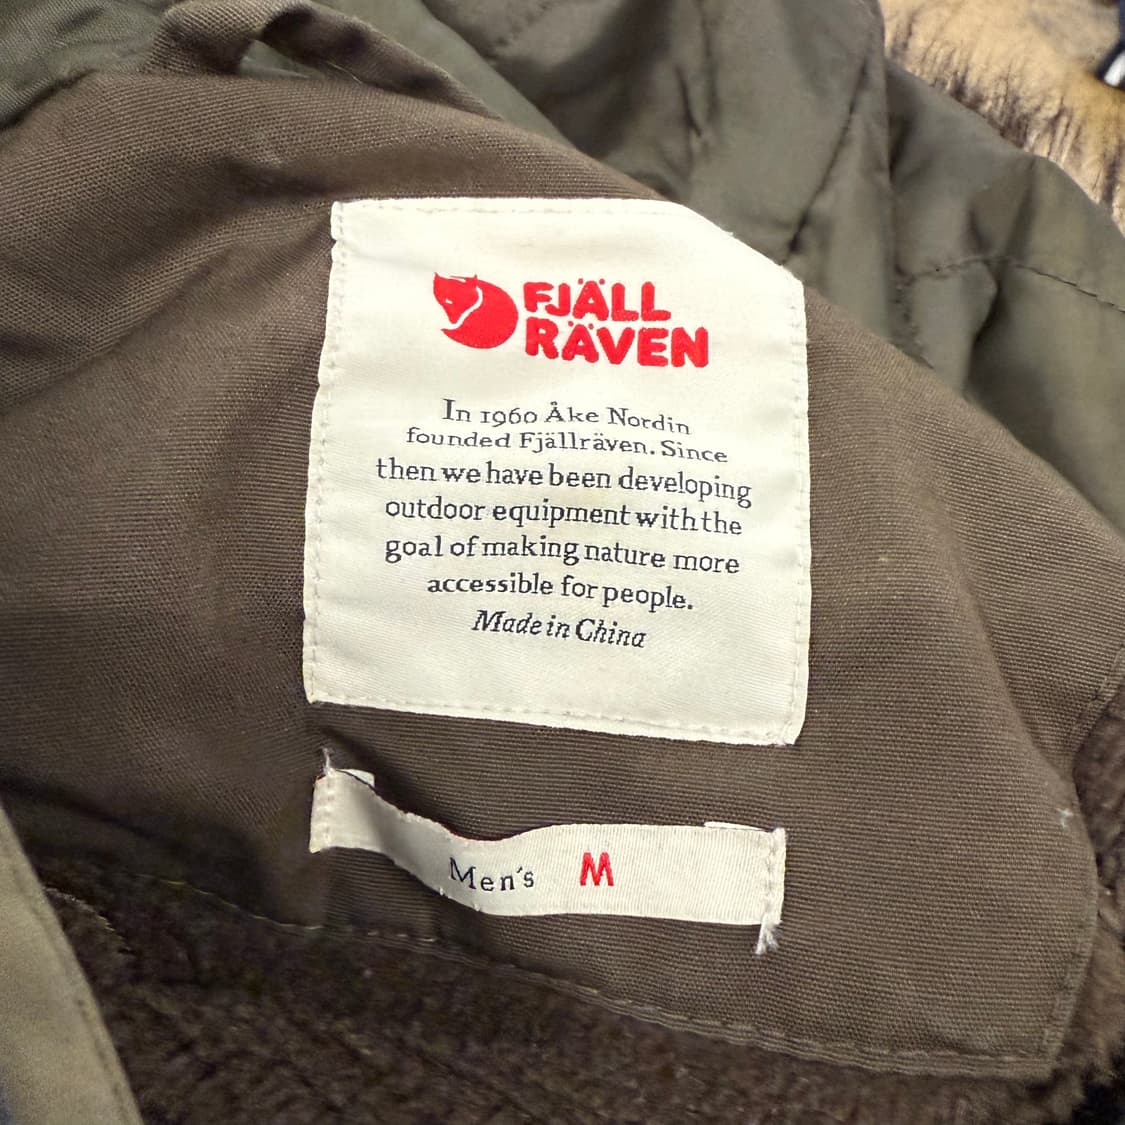 FJÄLL
RÄVEN
In 1960 Åke Nordin
founded Fjällräven. Since
then we have been developing
outdoor equipment with the
goal of making nature more
accessible for people.
Made in China
Men's M